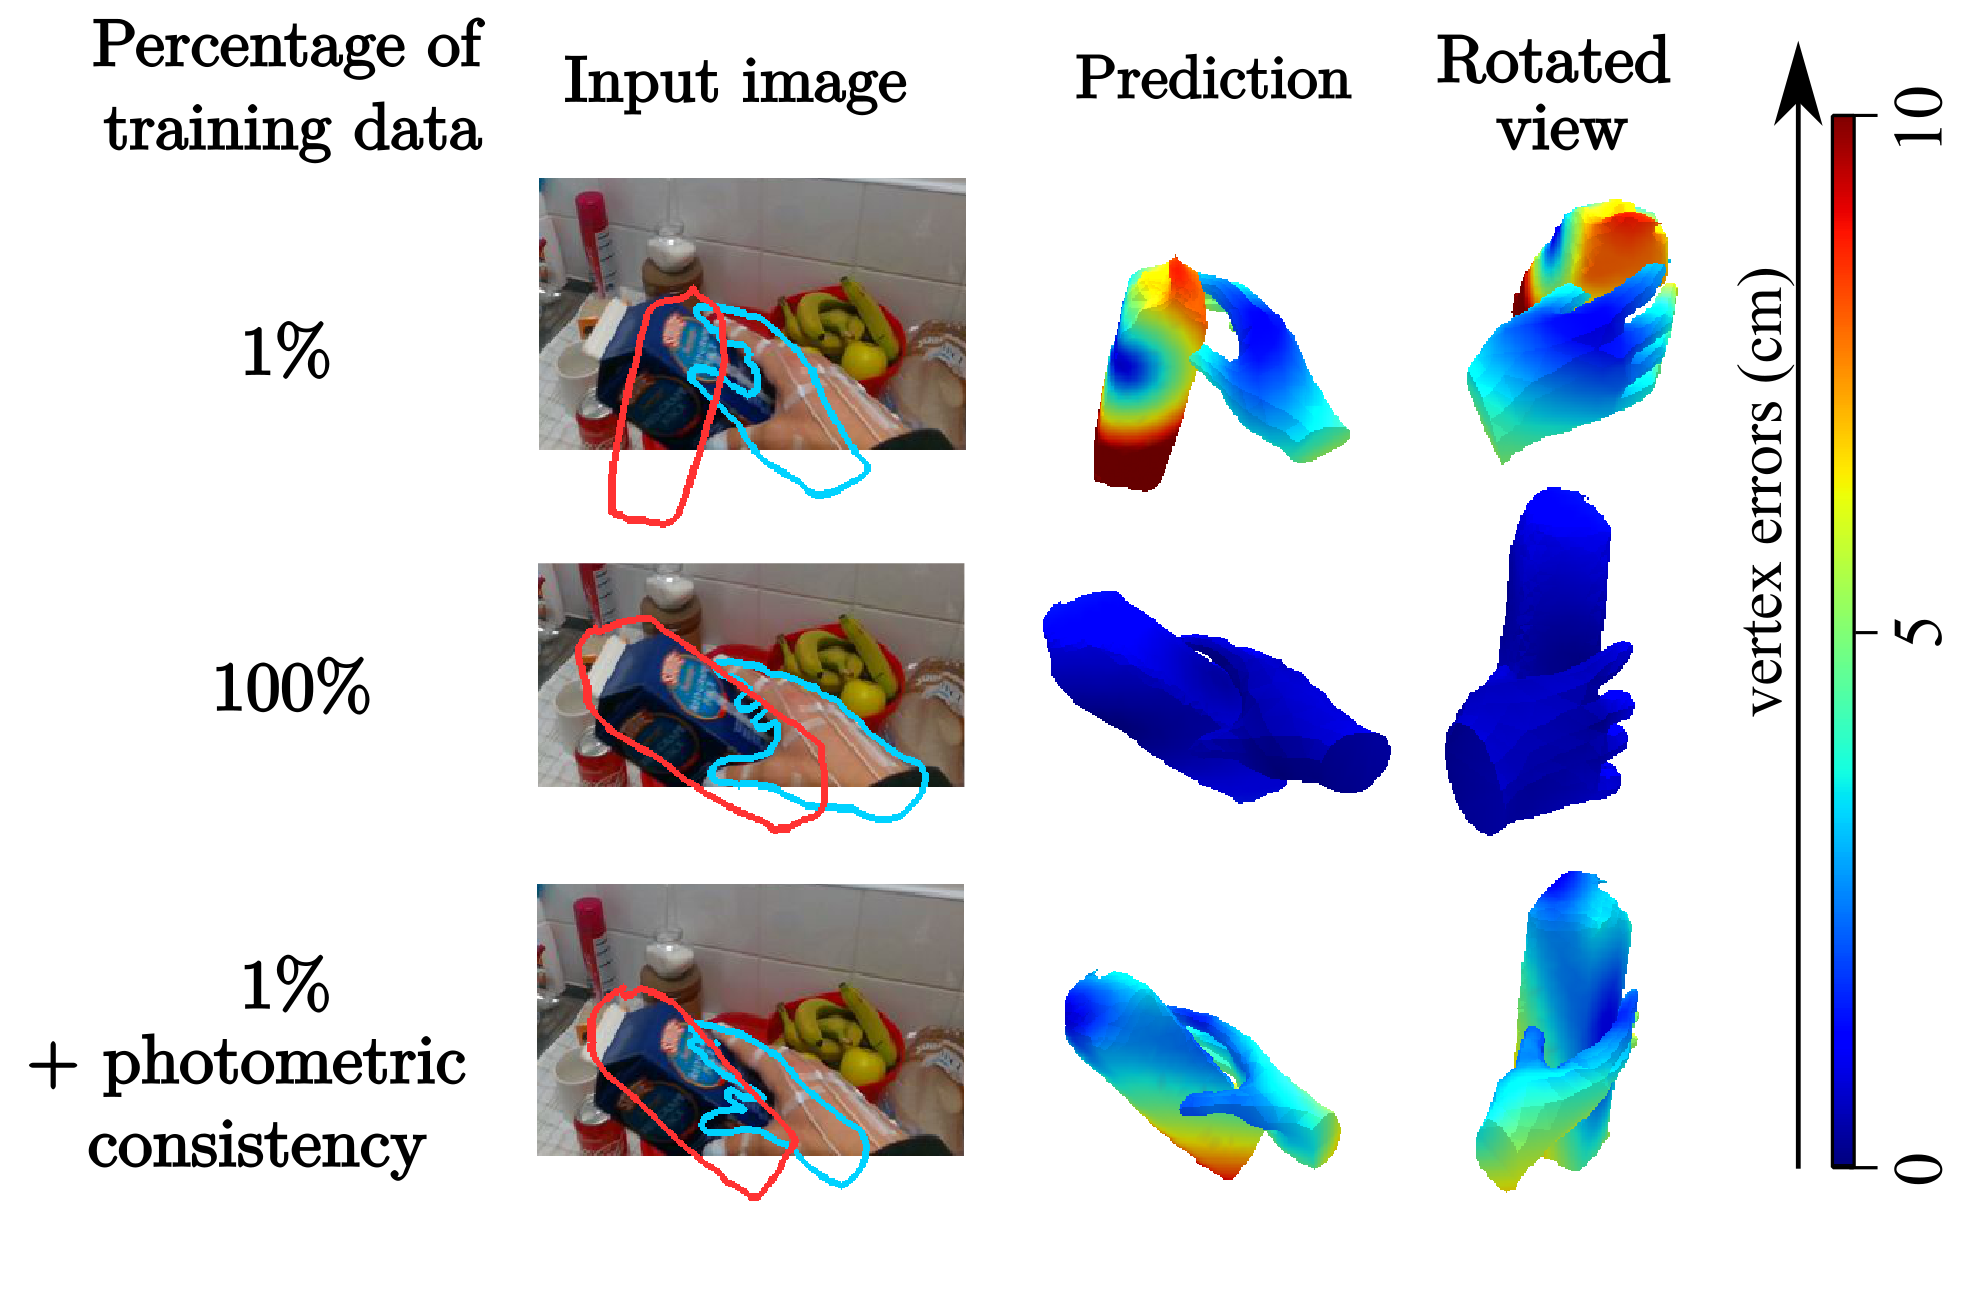 Percentage of
training data
Input image
Prediction
Rotated
view
1%
100%
1%
+ photometric
consistency
vertex errors (cm)
10
5
0